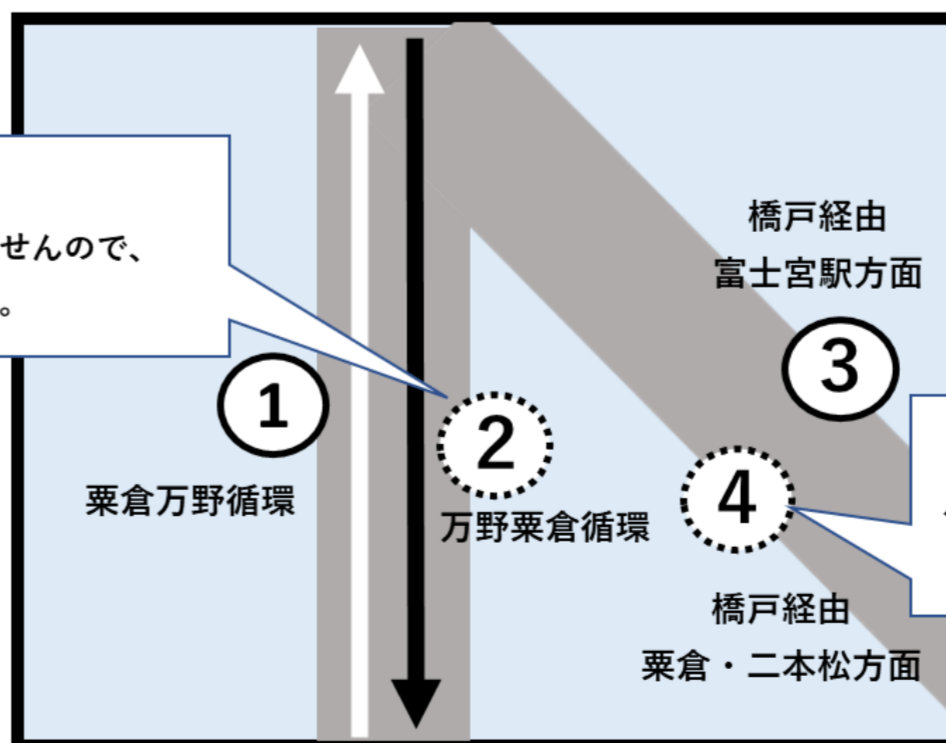 せんので、
。
橋戸経由
富士宮駅方面
3
1
粟倉万野循環
2
万野粟倉循環
4
橋戸経由
粟倉・二本松方面